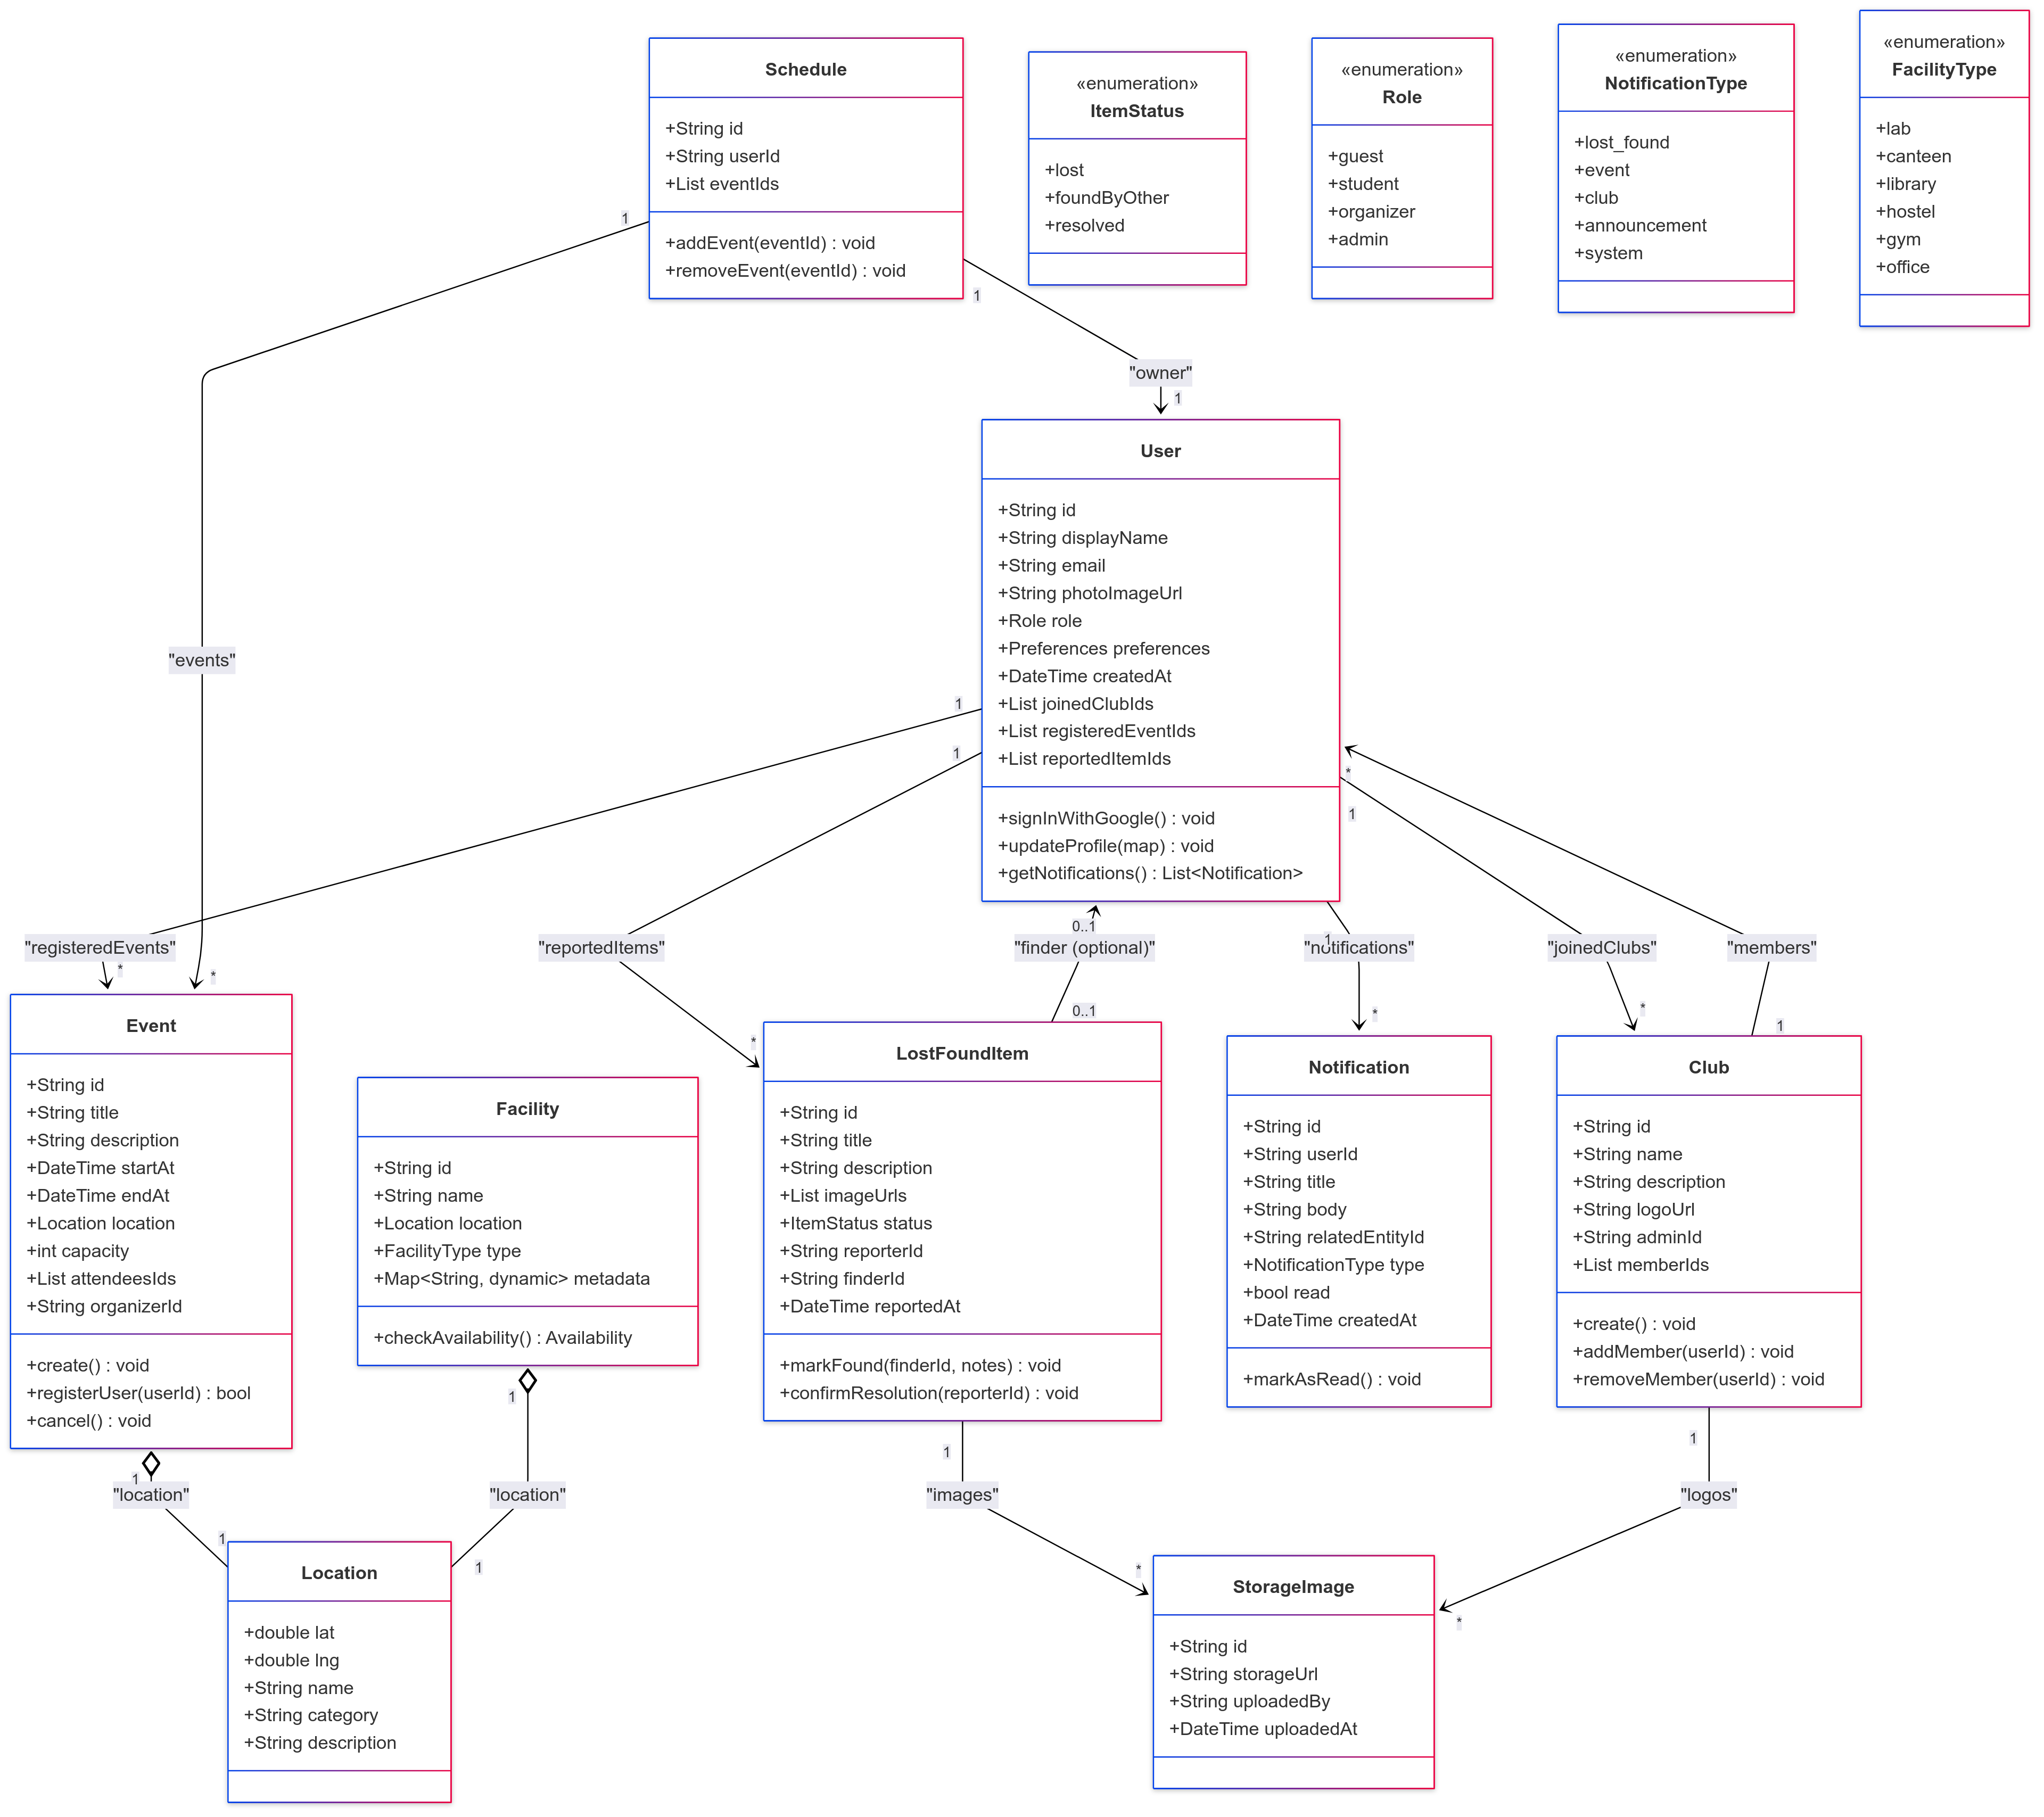 Schedule
+String id
+String userId
+List eventIds
+addEvent(eventId) : void
+removeEvent(eventId) : void
«enumeration»
ItemStatus
+lost
+foundByOther
+resolved
«enumeration»
Role
+guest
+student
+organizer
+admin
«enumeration»
NotificationType
+lost_found
+event
+club
+announcement
+system
«enumeration»
FacilityType
+lab
+canteen
+library
+hostel
+gym
+office
1
1
"owner"
1
"events"
User
+String id
+String displayName
+String email
+String photoImageUrl
+Role role
+Preferences preferences
+DateTime createdAt
+List joinedClubIds
+List registeredEventIds
+List reportedItemIds
+signInWithGoogle() : void
+updateProfile(map) : void
+getNotifications() : List<Notification>
1
1
*
1
"registeredEvents"
*
*
"reportedItems"
*
0..1
"finder (optional)"
0..1
"notifications"
1
*
"joinedClubs"
*
"members"
1
Event
+String id
+String title
+String description
+DateTime startAt
+DateTime endAt
+Location location
+int capacity
+List attendeesIds
+String organizerId
+create() : void
+registerUser(userId) : bool
+cancel() : void
Facility
+String id
+String name
+Location location
+FacilityType type
+Map<String, dynamic> metadata
+checkAvailability() : Availability
LostFoundItem
+String id
+String title
+String description
+List imageUrls
+ItemStatus status
+String reporterId
+String finderId
+DateTime reportedAt
+markFound(finderId, notes) : void
+confirmResolution(reporterId) : void
Notification
+String id
+String userId
+String title
+String body
+String relatedEntityId
+NotificationType type
+bool read
+DateTime createdAt
+markAsRead() : void
Club
+String id
+String name
+String description
+String logoUrl
+String adminId
+List memberIds
+create() : void
+addMember(userId) : void
+removeMember(userId) : void
1
"location"
1
1
"location"
1
1
"images"
*
1
"logos"
*
Location
+double lat
+double lng
+String name
+String category
+String description
StorageImage
+String id
+String storageUrl
+String uploadedBy
+DateTime uploadedAt